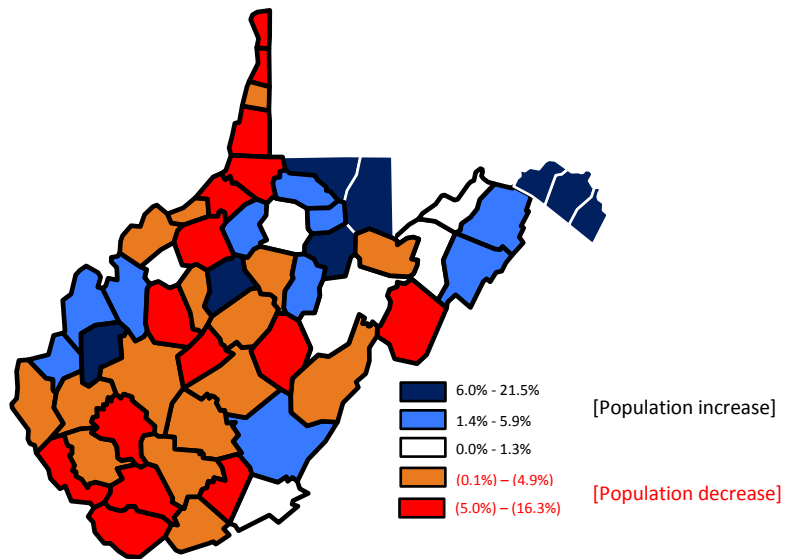 6.0% - 21.5%
1.4% - 5.9%
[Population increase]
0.0% - 1.3%
(0.1%) – (4.9%)
[Population decrease]
(5.0%) – (16.3%)